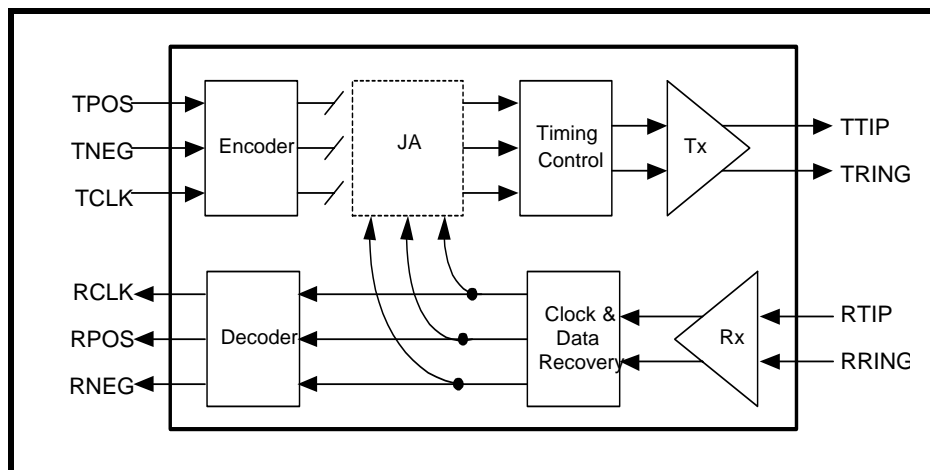 TPOS
TNEG
TCLK
Encoder
JA
Timing
Control
Tx
TTIP
TRING
RCLK
RPOS
RNEG
Decoder
Clock &
Data
Recovery
Rx
RTIP
RRING